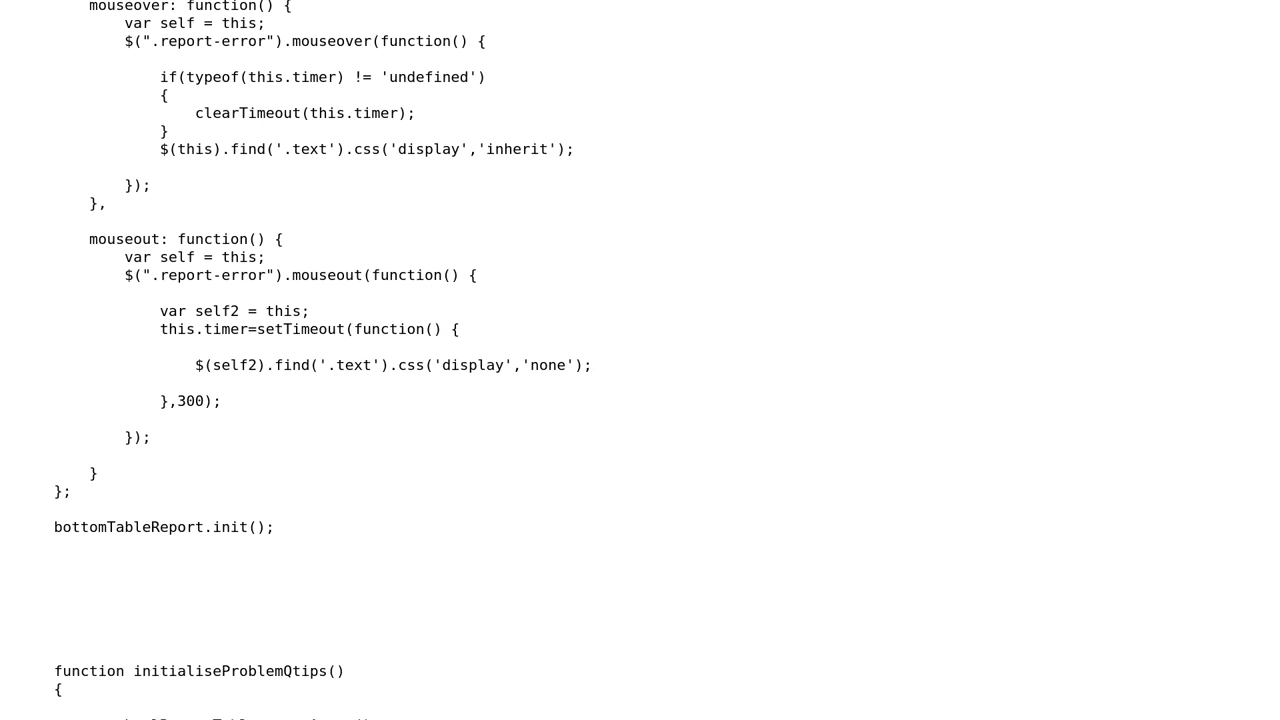 mouseover: function() {
var self = this;
$(".report-error").mouseover(function() {
if(typeof(this.timer) != 'undefined')
{
clearTimeout(this.timer);
}
$(this).find('.text').css('display','inherit');
});
},
mouseout: function() {
var self = this;
$(".report-error").mouseout(function() {
var self2 = this;
this.timer=setTimeout(function() {
$(self2).find('.text').css('display','none');
},300);
});
}
};
bottomTableReport.init();
function initialiseProblemQtips()
{